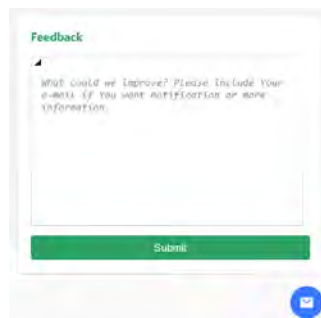 Feedback
What could we improve? Please include Your
e-mail if You want notification or more
information.
Submit